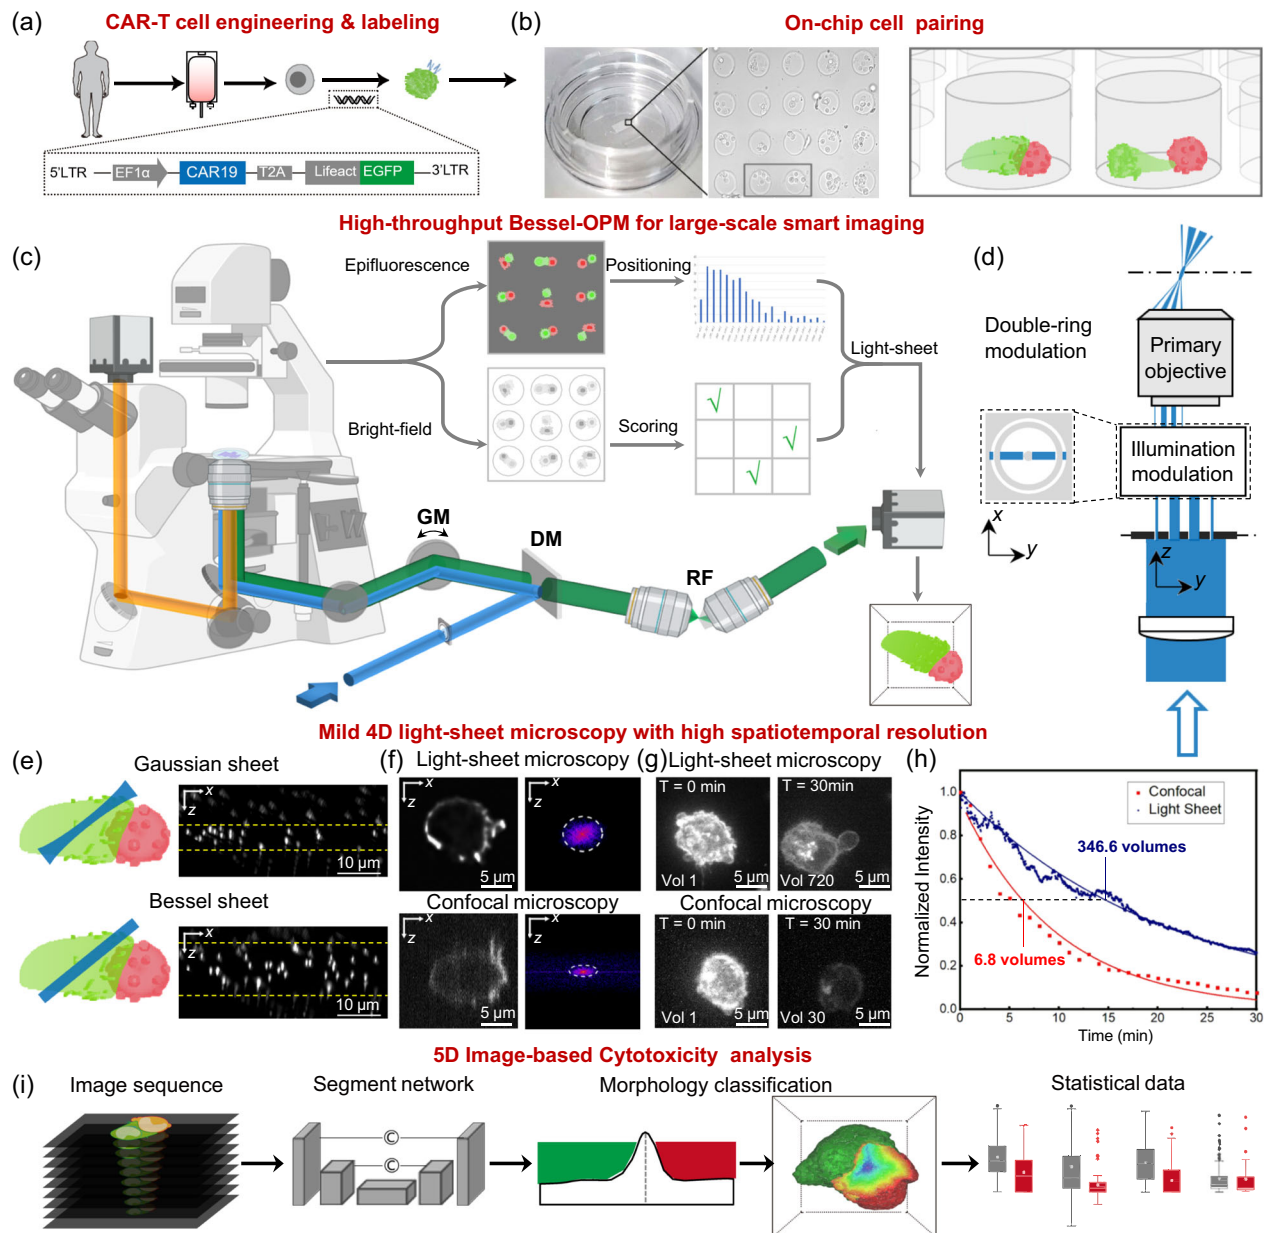 (a)
CAR-T cell engineering & labeling
5'LTR
EF1α
CAR19
T2A
Lifeact
EGFP
3'LTR
(b)
On-chip cell pairing
High-throughput Bessel-OPM for large-scale smart imaging
(c)
Epifluorescence
Positioning
Bright-field
Scoring
Light-sheet
GM
DM
RF
(d)
Double-ring
modulation
Primary
objective
Illumination
modulation
x
y
z
y
Mild 4D light-sheet microscopy with high spatiotemporal resolution
(e)
Gaussian sheet
x
z
10 μm
Bessel sheet
x
z
10 μm
(f)
Light-sheet microscopy
x
z
5 μm
x
z
5 μm
Confocal microscopy
x
z
5 μm
x
z
5 μm
(g)
Light-sheet microscopy
T = 0 min
Vol 1
5 μm
T = 30min
Vol 720
5 μm
Confocal microscopy
T = 0 min
Vol 1
5 μm
T = 30 min
Vol 30
5 μm
(h)
Normalized Intensity
1.0
0.8
0.6
0.4
0.2
0
0
5
10
15
20
25
30
Time (min)
Confocal
Light Sheet
346.6 volumes
6.8 volumes
5D Image-based Cytotoxicity analysis
(i)
Image sequence
Segment network
C
C
Morphology classification
Statistical data